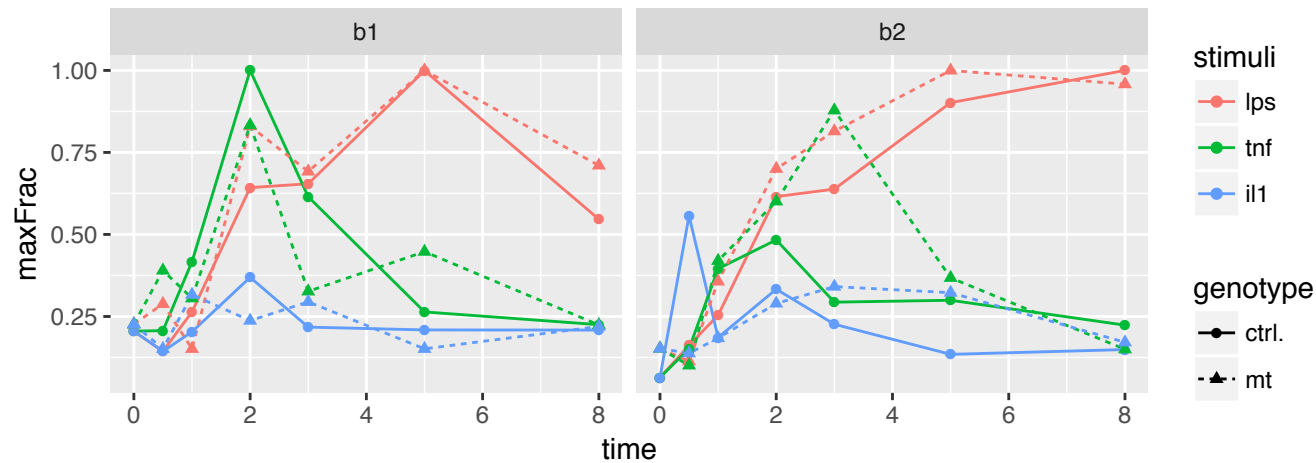 b1
b2
maxFrac
1.00
0.75
0.50
0.25
0 2 4 6 8
0 2 4 6 8
time
stimuli
lps
tnf
il1
genotype
ctrl.
mt